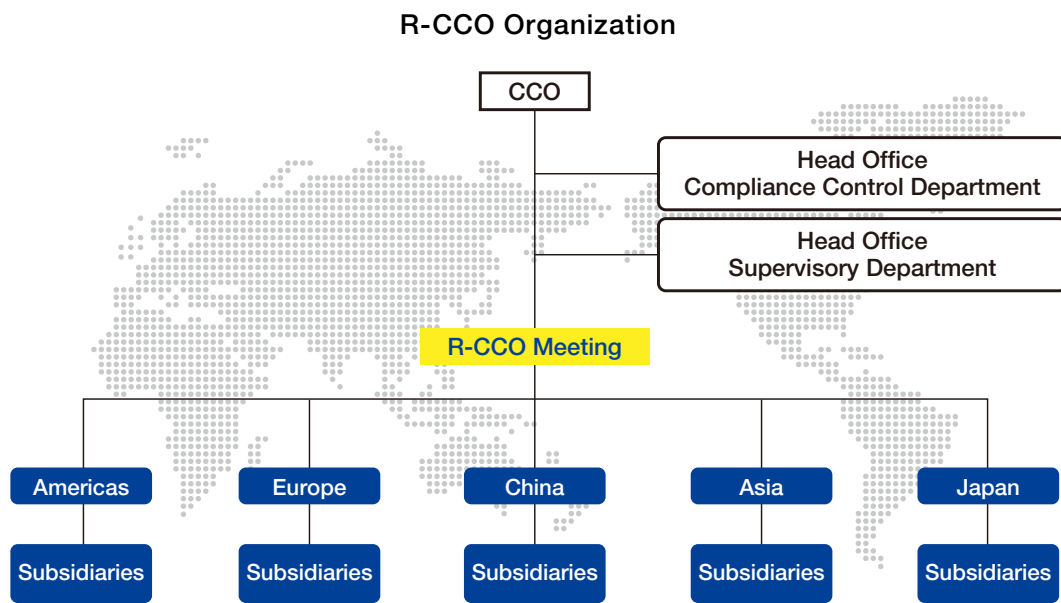 R-CCO Organization
CCO
Head Office
Compliance Control Department
Head Office
Supervisory Department
R-CCO Meeting
Americas
Europe
China
Asia
Japan
Subsidiaries
Subsidiaries
Subsidiaries
Subsidiaries
Subsidiaries